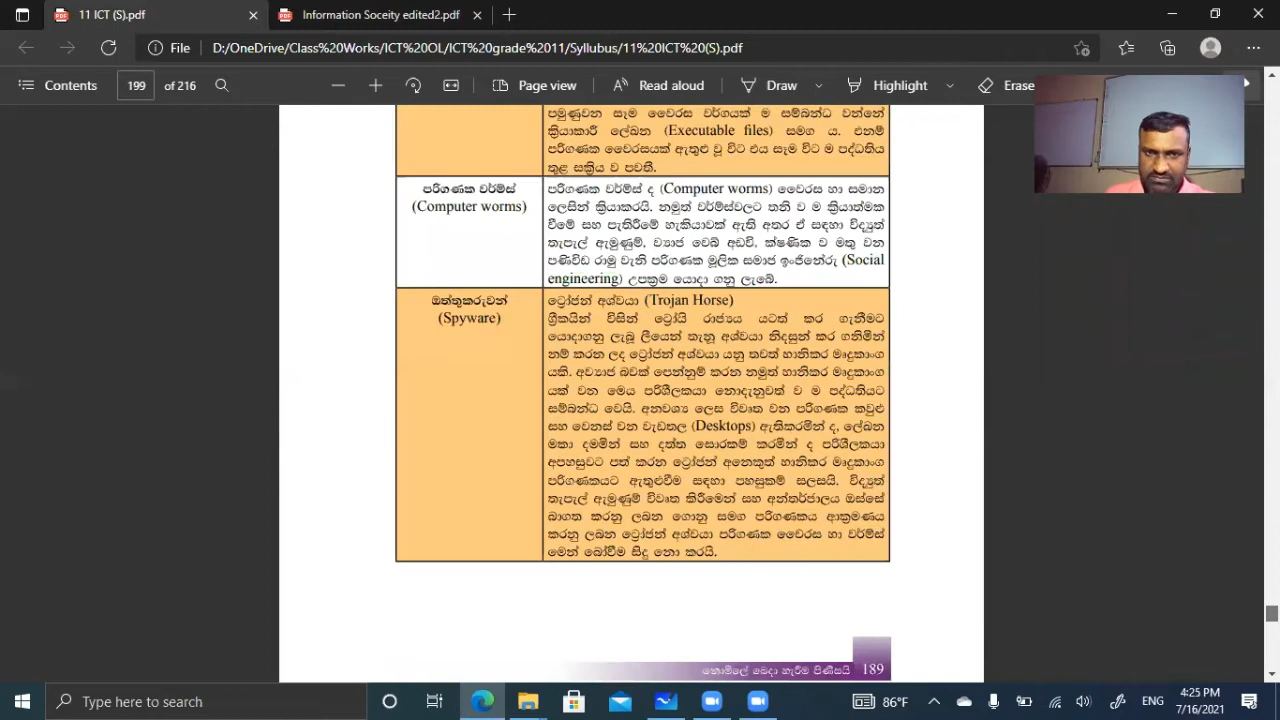 11 ICT (S).pdf
Information Soceity edited2.pdf
File
D:/OneDrive/Class%20Works/ICT%20OL/ICT%20grade%2011/Syllubus/11%20ICT%20(S).pdf
Contents
199
of 216
Page view
Read aloud
Draw
Highlight
Erase
පමුණුවන සෑම වෛරස වර්ගයක් ම සම්බන්ධ වන්නේ
ක්‍රියාකාරී ලේඛන (Executable files) සමග ය. එනම්
පරිගණක වෛරසයක් ඇතුළු වූ විට එය සෑම විට ම පද්ධතිය
තුළ සක්‍රිය ව පවතී.
පරිගණක වර්මිස්
(Computer worms)
පරිගණක වර්මිස් ද (Computer worms) වෛරස හා සමාන
ලෙසින් ක්‍රියාකරයි. නමුත් වර්මිස්වලට තනි ව ම ක්‍රියාත්මක
වීමේ සහ පැතිරීමේ හැකියාවක් ඇති අතර ඒ සඳහා විද්‍යුත්
තැපැල් ඇමුණුම්, ව්‍යාජ වෙබ් අඩවි, ක්ෂණික ව මතු වන
පණිවිඩ රාමු වැනි පරිගණක මූලික සමාජ ඉංජිනේරු (Social
engineering) උපක්‍රම යොදා ගනු ලැබේ.
ඔත්තුකරුවන්
(Spyware)
ට්‍රෝජන් අශ්වයා (Trojan Horse)
ග්‍රීකයින් විසින් ට්‍රෝයි රාජ්‍යය යටත් කර ගැනීමට
යොදාගනු ලැබූ ලීයෙන් තැනූ අශ්වයා නිදසුන් කර ගනිමින්
නම් කරන ලද ට්‍රෝජන් අශ්වයා යනු තවත් හානිකර මෘදුකාංග
යකි. අව්‍යාජ බවක් පෙන්නුම් කරන නමුත් හානිකර මෘදුකාංග
යක් වන මෙය පරිශීලකයා නොදැනුවත් ව ම පද්ධතියට
සම්බන්ධ වෙයි. අනවශ්‍ය ලෙස විවෘත වන පරිගණක කවුළු
සහ වෙනස් වන වැඩතල (Desktops) ඇතිකරමින් ද, ලේඛන
මකා දමමින් සහ දත්ත සොරකම් කරමින් ද පරිශීලකයා
අපහසුවට පත් කරන ට්‍රෝජන් අනෙකුත් හානිකර මෘදුකාංග
පරිගණකයට ඇතුළුවීම සඳහා පහසුකම් සලසයි. විද්‍යුත්
තැපැල් ඇමුණුම් විවෘත කිරීමෙන් සහ අන්තර්ජාලය ඔස්සේ
බාගත කරනු ලබන ගොනු සමග පරිගණකය ආක්‍රමණය
කරනු ලබන ට්‍රෝජන් අශ්වයා පරිගණක වෛරස හා වර්මිස්
මෙන් බෝවීම සිදු නො කරයි.
නොමිලේ බෙදා හැරීම පිණිසයි
189
Type here to search
86°F
ENG
4:25 PM
7/16/2021